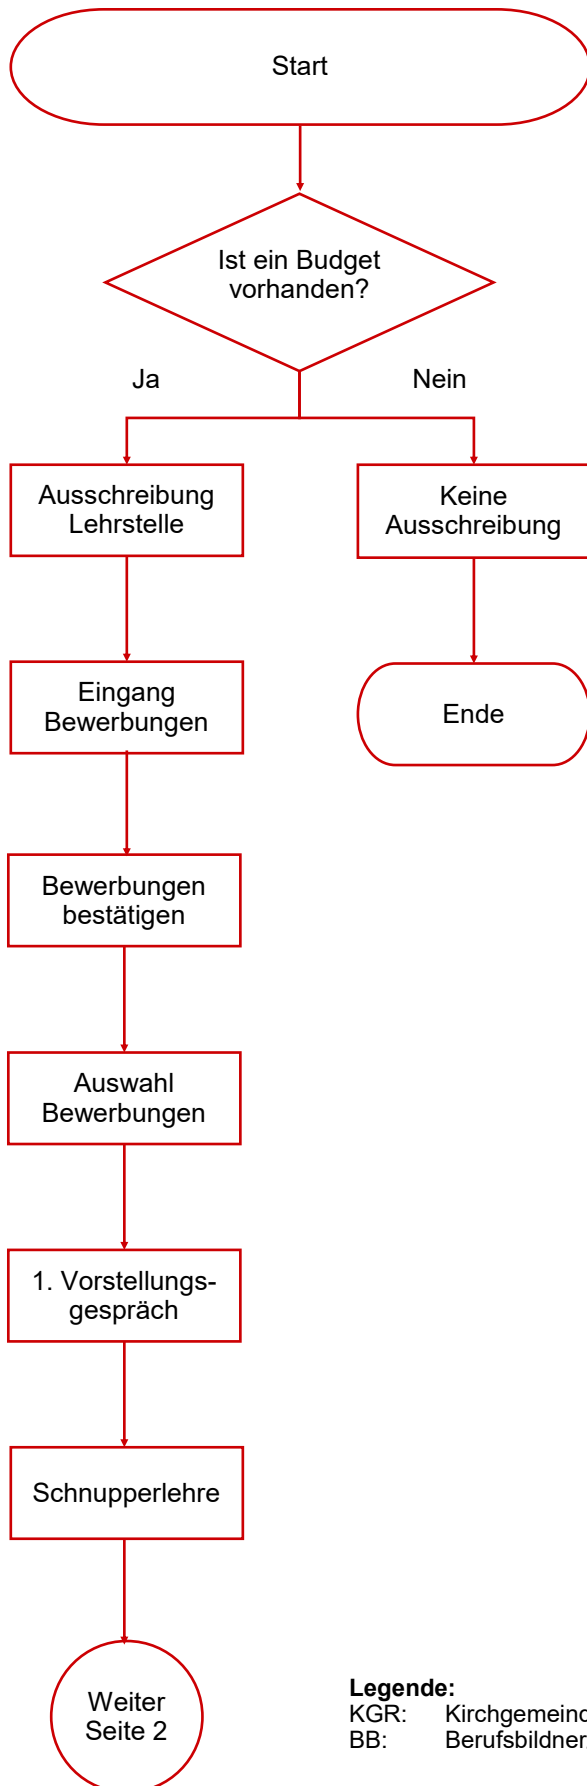 Start
Ist ein Budget
vorhanden?
Ja
Nein
Ausschreibung
Lehrstelle
Keine
Ausschreibung
Eingang
Bewerbungen
Ende
Bewerbungen
bestätigen
Auswahl
Bewerbungen
1. Vorstellungs-
gespräch
Schnupperlehre
Weiter
Seite 2
Legende:
KGR:
BB: Berufsbildner